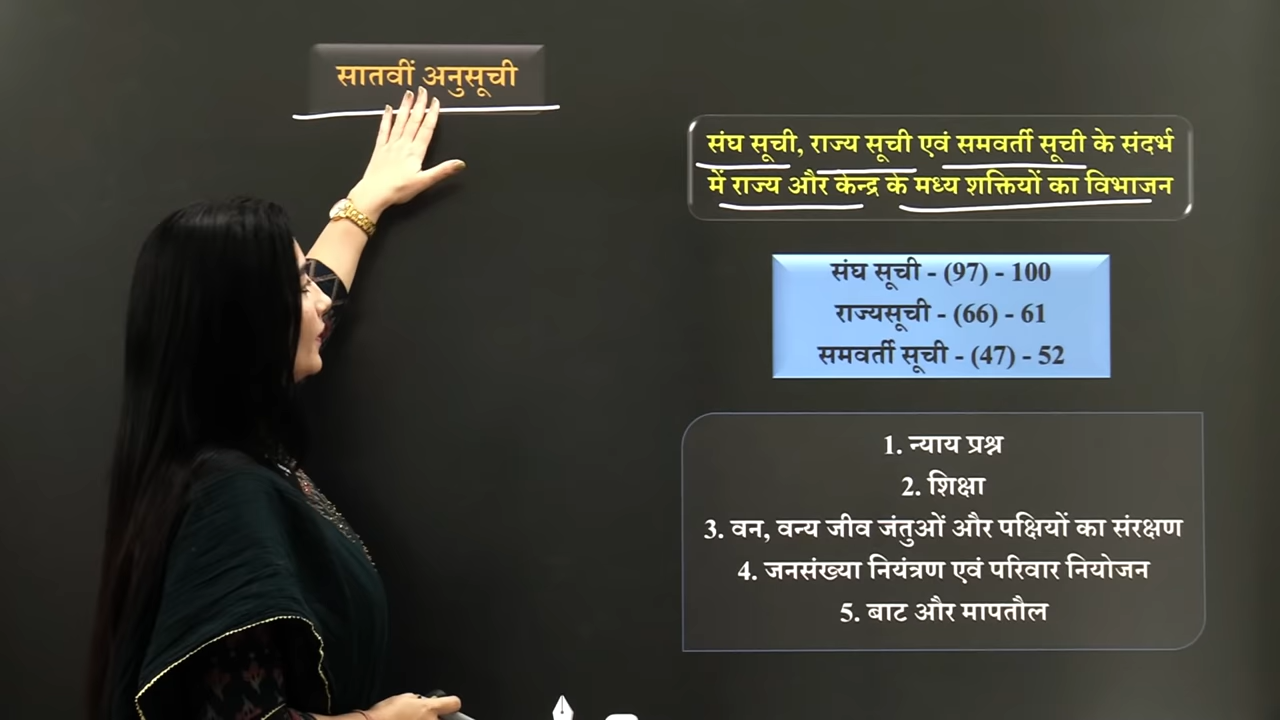 सातवीं अनुसूची
संघ सूची, राज्य सूची एवं समवर्ती सूची के संदर्भ
में राज्य और केन्द्र के मध्य शक्तियों का विभाजन
संघ सूची - (97) - 100
राज्यसूची - (66) - 61
समवर्ती सूची - (47) - 52
1. न्याय प्रश्न
2. शिक्षा
3. वन, वन्य जीव जंतुओं और पक्षियों का संरक्षण
4. जनसंख्या नियंत्रण एवं परिवार नियोजन
5. बाट और मापतौल